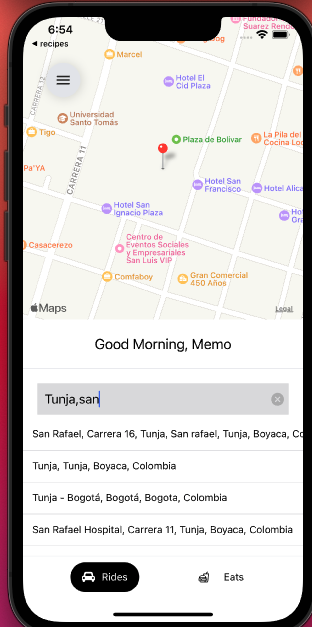 Fundador
Suarez Rendo
6:54
recipes
Marcel
Hotel El
Cid Plaza
CARRERA 12
Universidad
Santo Tomás
Tigo
Plaza de Bolivar
La Pila del
Cocina Loc
Pa'YA
CARRERA 11
Hotel San
Francisco
Hotel Alica
Hotel San
Ignacio Plaza
Hot
Gra
Casacerezo
Centro de
Eventos Sociales
y Empresariales
San Luis VIP
Comfaboy
Gran Comercial
450 Años
Maps
Legal
Good Morning, Memo
Tunja,san
San Rafael, Carrera 16, Tunja, San rafael, Tunja, Boyaca, Co
Tunja, Tunja, Boyaca, Colombia
Tunja - Bogotá, Bogotá, Bogota, Colombia
San Rafael Hospital, Carrera 11, Tunja, Boyaca, Colombia
Rides
Eats